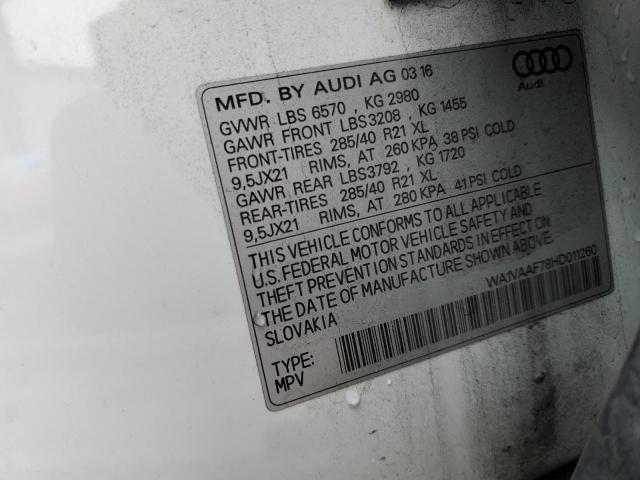 MFD. BY AUDI AG 03 16
Audi
GVWR LBS 6570 , KG 2980
GAWR FRONT LBS3208 , KG 1455
FRONT-TIRES 285/40 R21 XL
9,5JX21 RIMS, AT 260 KPA 38 PSI COLD
GAWR REAR LBS3792 , KG 1720
REAR-TIRES 285/40 R21 XL
9,5JX21 RIMS, AT 280 KPA 41 PSI COLD
THIS VEHICLE CONFORMS TO ALL APPLICABLE
U.S. FEDERAL MOTOR VEHICLE SAFETY AND
THEFT PREVENTION STANDARDS IN EFFECT ON
THE DATE OF MANUFACTURE SHOWN ABOVE.
SLOVAKIA
WA1VAAF78HD011260
TYPE:
MPV